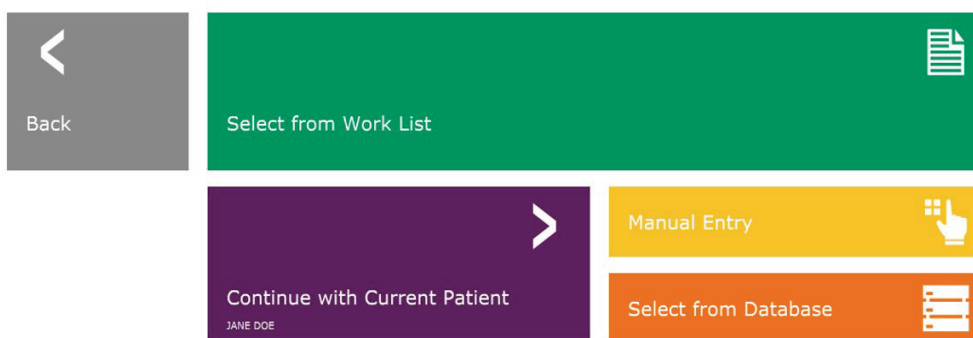 Back
Select from Work List
Manual Entry
Continue with Current Patient
JANE DOE
Select from Database